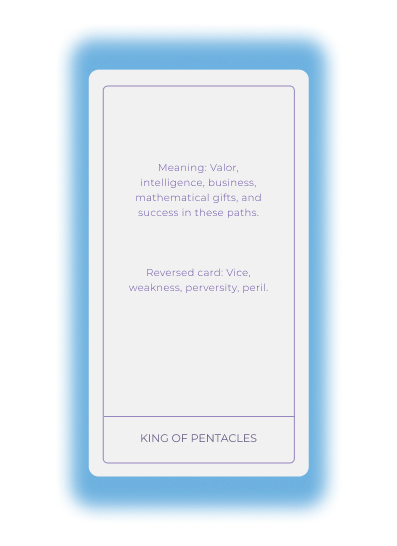 Meaning: Valor,
intelligence, business,
mathematical gifts, and
success in these paths.
Reversed card: Vice,
weakness, perversity, peril.
KING OF PENTACLES